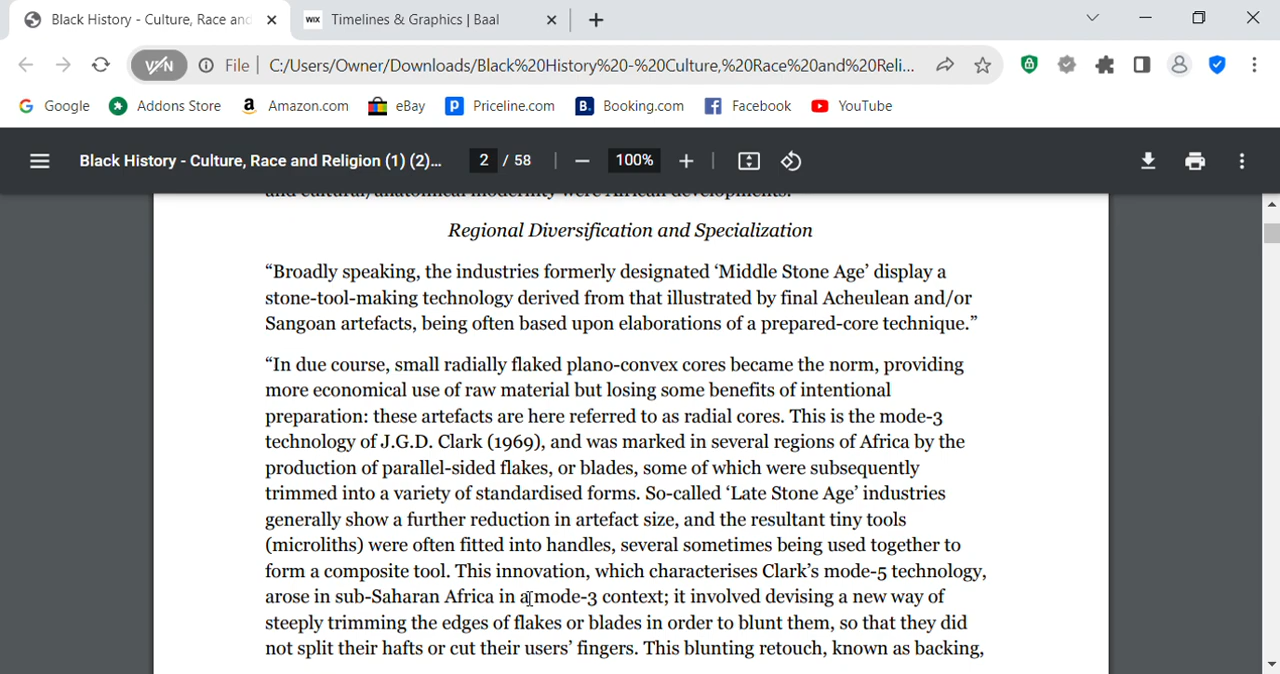 Black History - Culture, Race and
WIX Timelines & Graphics | Baal
VPN File C:/Users/Owner/Downloads/Black%20History%20-%20Culture,%20Race%20and%20Reli...
Google Addons Store Amazon.com eBay Priceline.com Booking.com Facebook YouTube
Black History - Culture, Race and Religion (1) (2)... 2 / 58 100%
and cultural/anatomical modernity were African developments.
Regional Diversification and Specialization
“Broadly speaking, the industries formerly designated ‘Middle Stone Age’ display a
stone-tool-making technology derived from that illustrated by final Acheulean and/or
Sangoan artefacts, being often based upon elaborations of a prepared-core technique.”
“In due course, small radially flaked plano-convex cores became the norm, providing
more economical use of raw material but losing some benefits of intentional
preparation: these artefacts are here referred to as radial cores. This is the mode-3
technology of J.G.D. Clark (1969), and was marked in several regions of Africa by the
production of parallel-sided flakes, or blades, some of which were subsequently
trimmed into a variety of standardised forms. So-called ‘Late Stone Age’ industries
generally show a further reduction in artefact size, and the resultant tiny tools
(microliths) were often fitted into handles, several sometimes being used together to
form a composite tool. This innovation, which characterises Clark’s mode-5 technology,
arose in sub-Saharan Africa in a mode-3 context; it involved devising a new way of
steeply trimming the edges of flakes or blades in order to blunt them, so that they did
not split their hafts or cut their users’ fingers. This blunting retouch, known as backing,